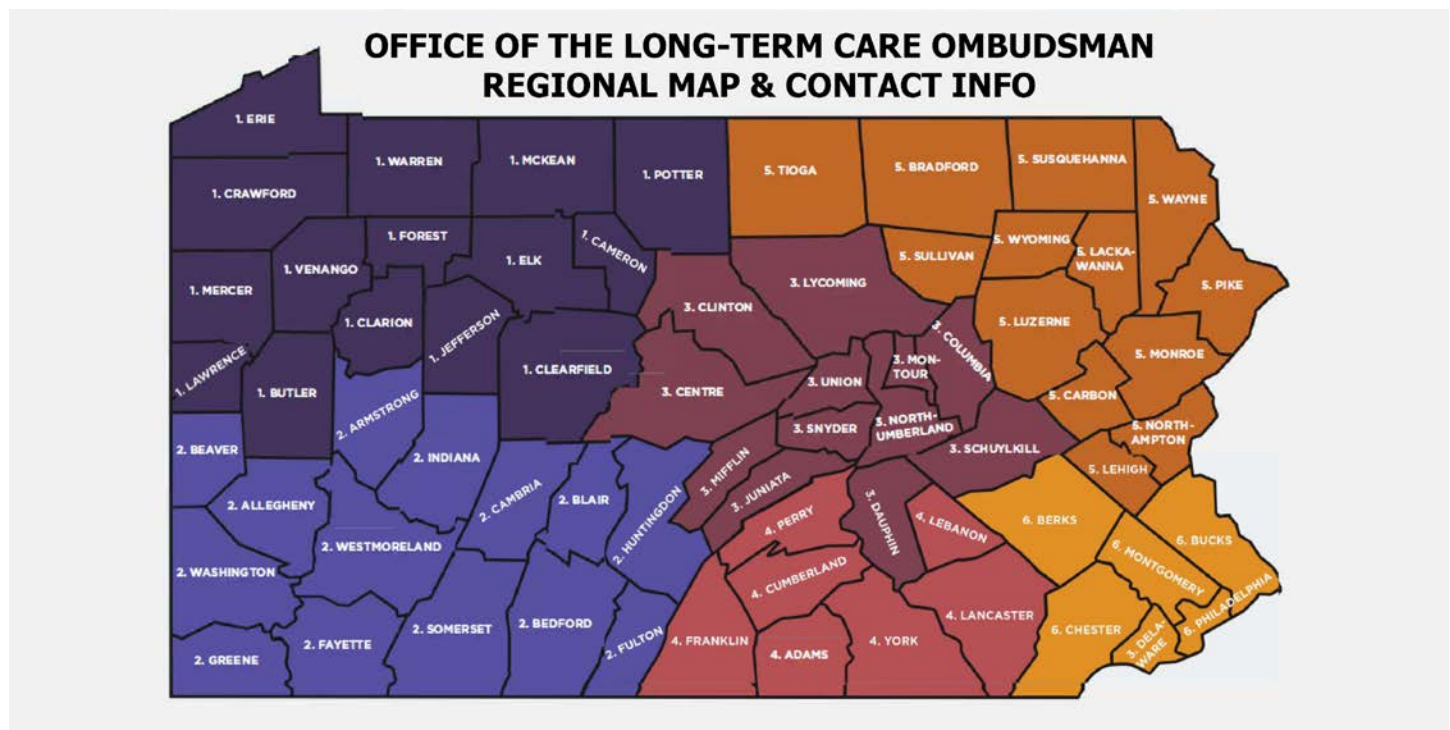 OFFICE OF THE LONG-TERM CARE OMBUDSMAN
REGIONAL MAP & CONTACT INFO
1. ERIE
1. WARREN
1. MCKEAN
1. POTTER
1. CRAWFORD
1. FOREST
1. VENANGO
1. ELK
1. CAMERON
1. MERCER
1. CLARION
1. JEFFERSON
1. CLEARFIELD
1. LAWRENCE
1. BUTLER
2. ARMSTRONG
2. BEAVER
2. INDIANA
2. ALLEGHENY
2. CAMBRIA
2. BLAIR
2. HUNTINGDON
2. WESTMORELAND
2. WASHINGTON
2. GREENE
2. FAYETTE
2. SOMERSET
2. BEDFORD
2. FULTON
3. CLINTON
3. LYCOMING
3. COLUMBIA
3. MON-
TOUR
3. UNION
3. CENTRE
3. SNYDER
3. NORTH-
UMBERLAND
3. SCHUYLKILL
3. MIFFLIN
3. JUNIATA
3. DAUPHIN
4. PERRY
4. LEBANON
4. CUMBERLAND
4. LANCASTER
4. FRANKLIN
4. ADAMS
4. YORK
5. TIOGA
5. BRADFORD
5. SUSQUEHANNA
5. WAYNE
5. WYOMING
5. LACKA-
WANNA
5. SULLIVAN
5. PIKE
5. LUZERNE
5. MONROE
5. CARBON
5. NORTH-
AMPTON
5. LEHIGH
6. BERKS
6. BUCKS
6. MONTGOMERY
6. PHILADELPHIA
6. CHESTER
3. DELA-
WARE